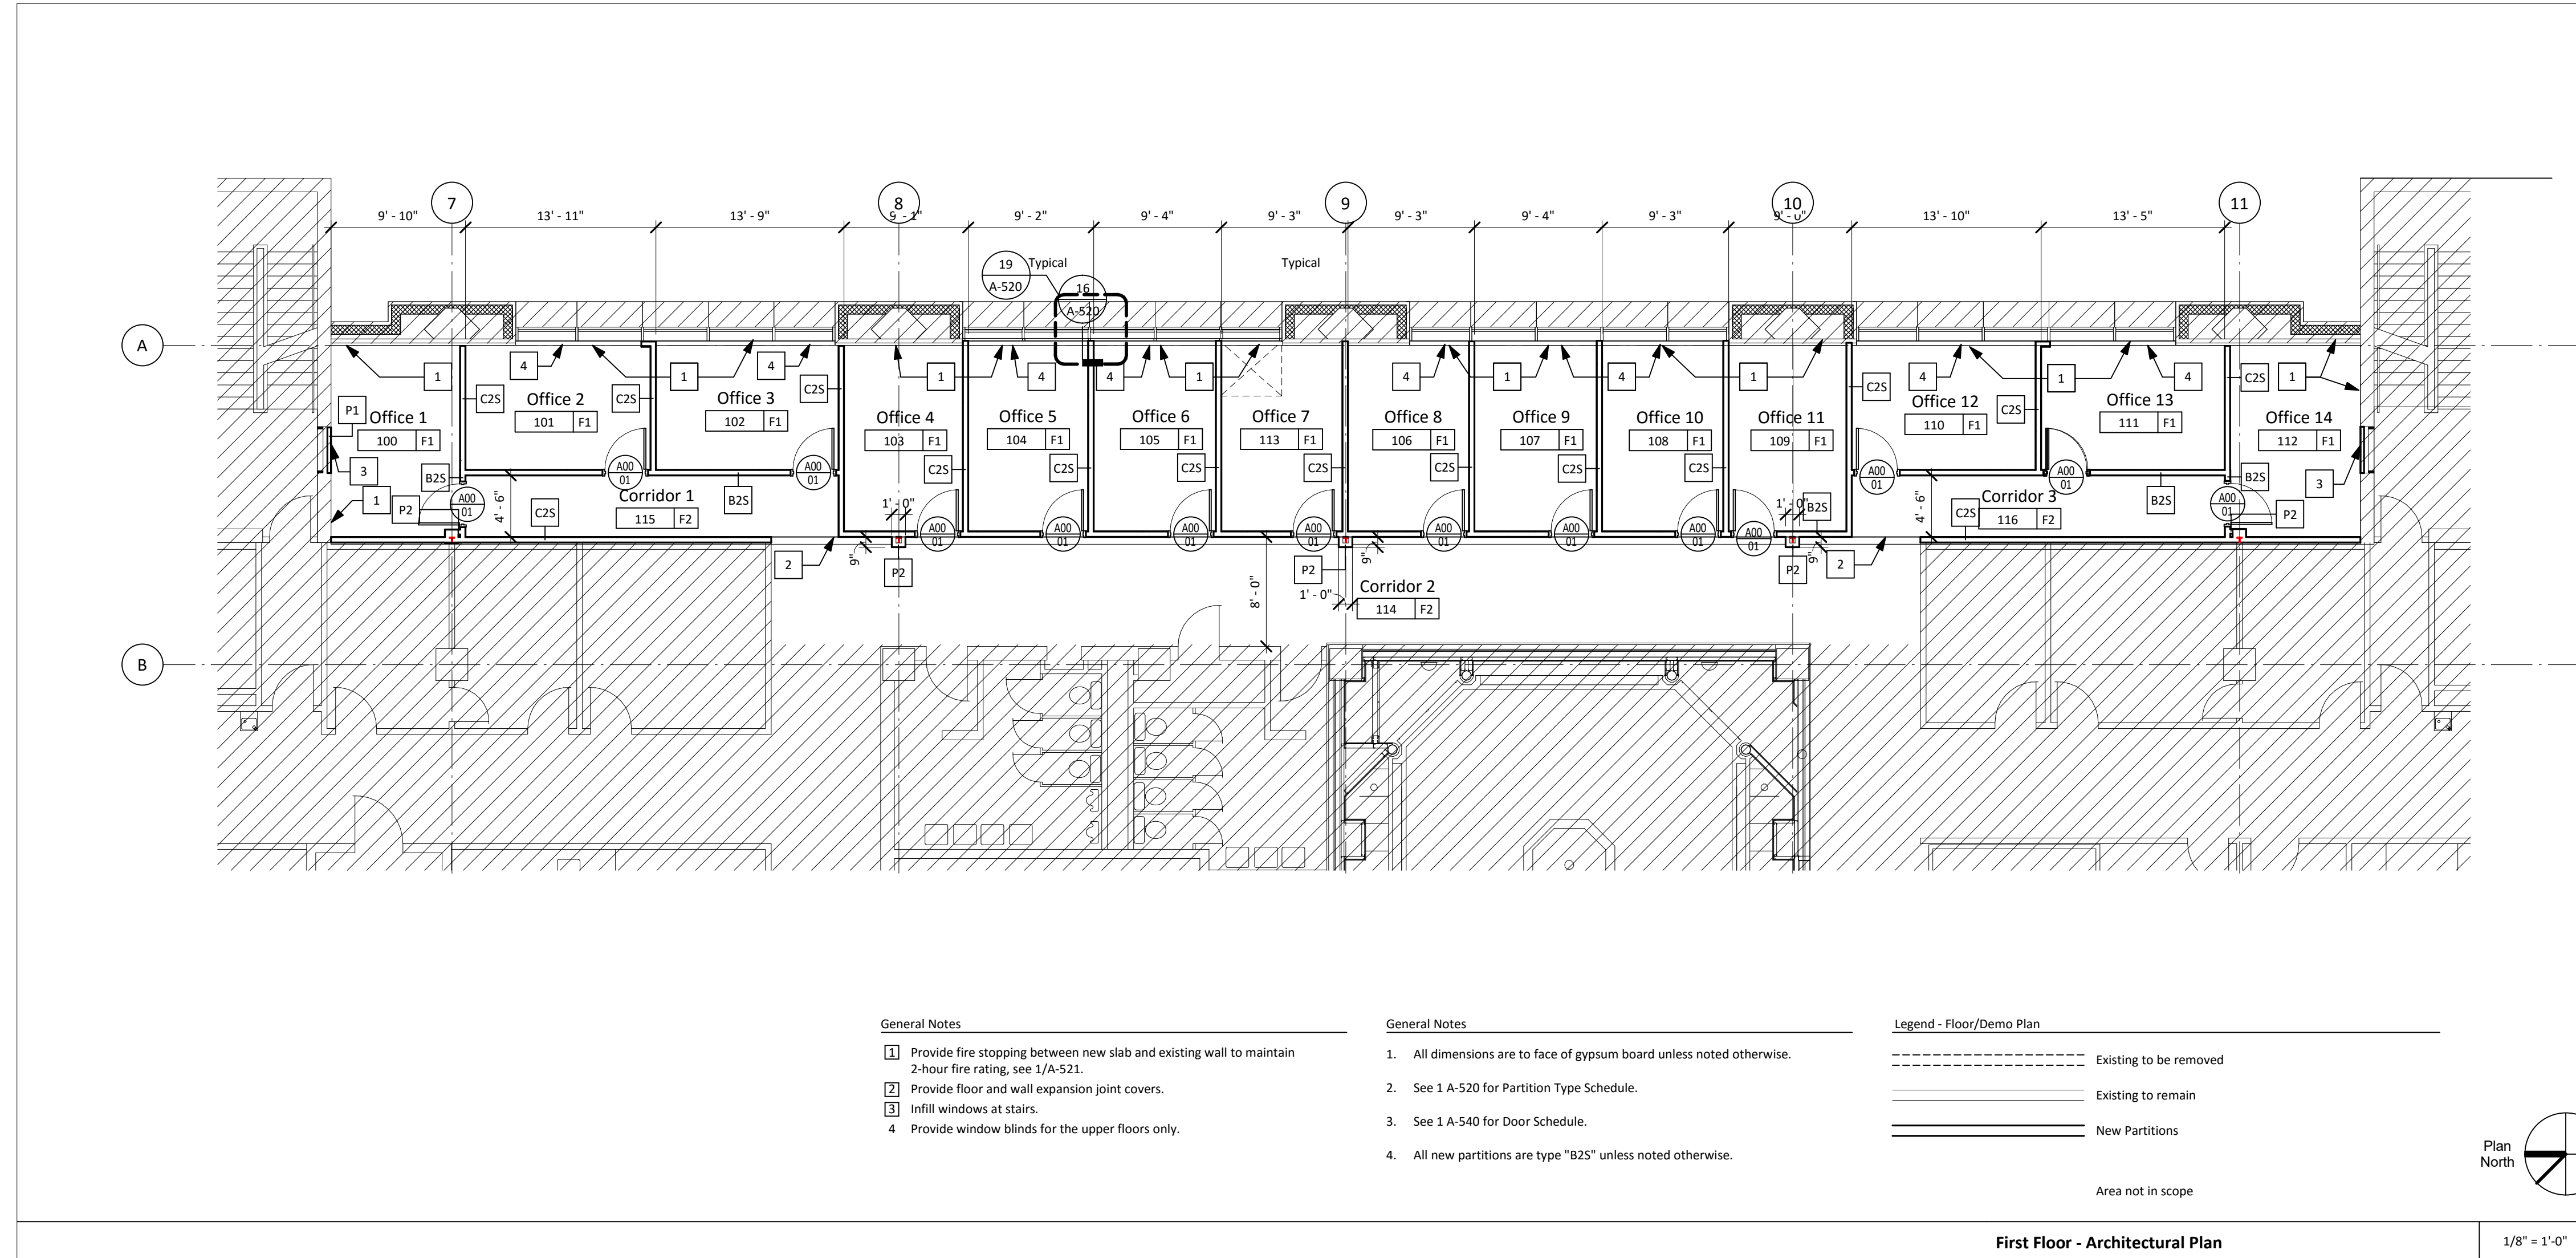 7
8
9
10
11
9' - 10"
13' - 11"
13' - 9"
9' - 1"
9' - 2"
9' - 4"
9' - 3"
9' - 3"
9' - 4"
9' - 3"
9' - 0"
13' - 10"
13' - 5"
19
A-520
Typical
16
A-520
Typical
A
1
4
1
4
1
4
4
1
4
1
4
1
4
1
4
1
C2S
C2S
C2S
C2S
C2S
C2S
P1
Office 1
100 F1
Office 2
101 F1
Office 3
102 F1
Office 4
103 F1
Office 5
104 F1
Office 6
105 F1
Office 7
113 F1
Office 8
106 F1
Office 9
107 F1
Office 10
108 F1
Office 11
109 F1
Office 12
110 F1
Office 13
111 F1
Office 14
112 F1
3
B2S
C2S
C2S
C2S
C2S
C2S
C2S
B2S
3
A00
01
A00
01
A00
01
A00
01
1
P2
A00
01
4' - 6"
C2S
Corridor 1
115 F2
B2S
1' - 0"
1' - 0"
B2S
4' - 6"
C2S
Corridor 3
116 F2
B2S
A00
01
P2
A00
01
A00
01
A00
01
A00
01
A00
01
A00
01
A00
01
A00
01
2
9"
P2
P2
9"
P2
9"
2
8' - 0"
1' - 0"
Corridor 2
114 F2
B
General Notes
1 Provide fire stopping between new slab and existing wall to maintain
2-hour fire rating, see 1/A-521.
2 Provide floor and wall expansion joint covers.
3 Infill windows at stairs.
4 Provide window blinds for the upper floors only.
General Notes
1. All dimensions are to face of gypsum board unless noted otherwise.
2. See 1 A-520 for Partition Type Schedule.
3. See 1 A-540 for Door Schedule.
4. All new partitions are type "B2S" unless noted otherwise.
Legend - Floor/Demo Plan
Existing to be removed
Existing to remain
New Partitions
Area not in scope
Plan
North
First Floor - Architectural Plan
1/8" = 1'-0"